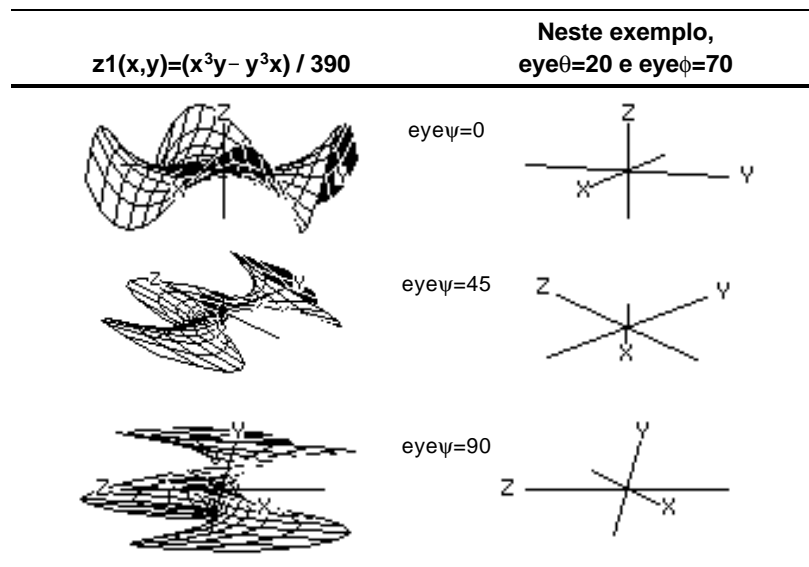 Neste exemplo,
z1(x,y)=(x³y− y³x) / 390
eyeθ=20 e eyeϕ=70
Z
eyeψ=0
Z
X
Y
Z
Y
eyeψ=45
Z
Y
X
Y
Z
X
eyeψ=90
Y
Z
X